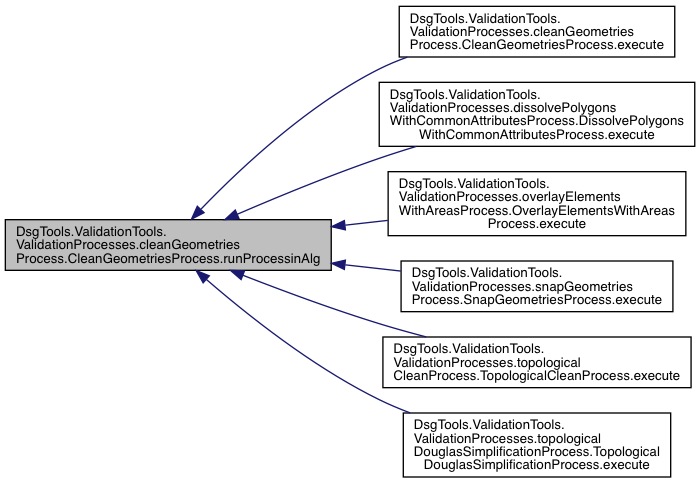 DsgTools.ValidationTools.
ValidationProcesses.cleanGeometries
Process.CleanGeometriesProcess.execute
DsgTools.ValidationTools.
ValidationProcesses.dissolvePolygons
WithCommonAttributesProcess.DissolvePolygons
WithCommonAttributesProcess.execute
DsgTools.ValidationTools.
ValidationProcesses.overlayElements
WithAreasProcess.OverlayElementsWithAreas
Process.execute
DsgTools.ValidationTools.
ValidationProcesses.cleanGeometries
Process.CleanGeometriesProcess.runProcessinAlg
DsgTools.ValidationTools.
ValidationProcesses.snapGeometries
Process.SnapGeometriesProcess.execute
DsgTools.ValidationTools.
ValidationProcesses.topological
CleanProcess.TopologicalCleanProcess.execute
DsgTools.ValidationTools.
ValidationProcesses.topological
DouglasSimplificationProcess.Topological
DouglasSimplificationProcess.execute